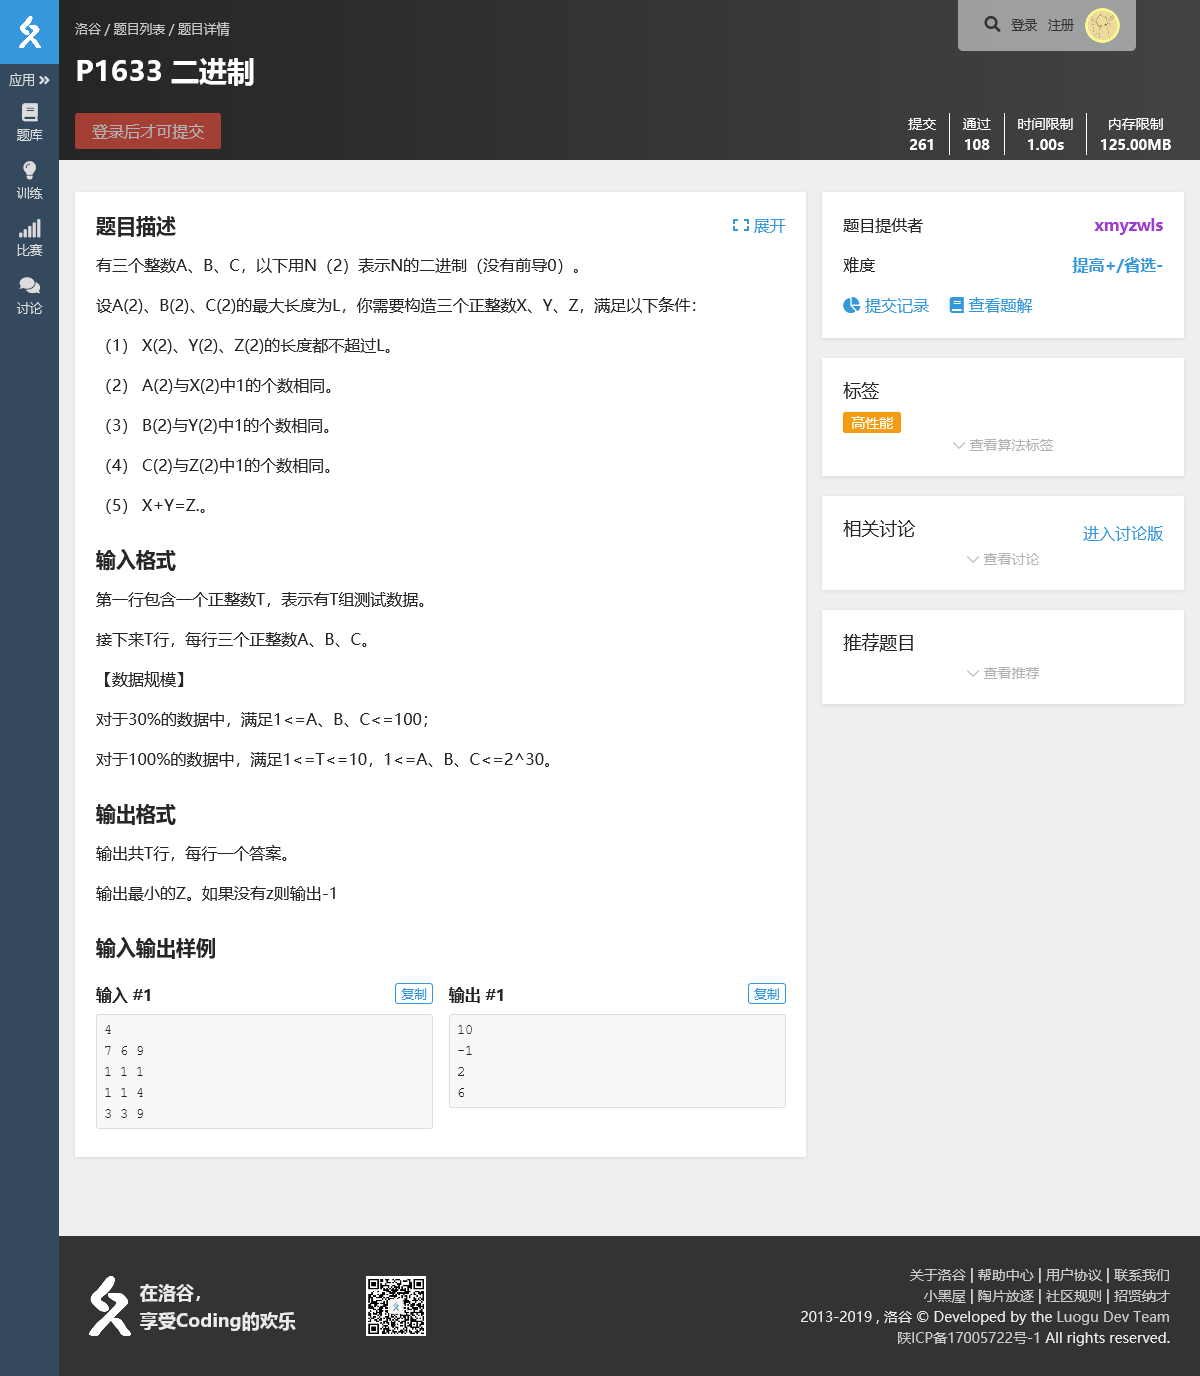 洛谷 / 题目列表 / 题目详情
登录 注册
P1633 二进制
登录后才可提交
提交 通过 时间限制 内存限制
261 108 1.00s 125.00MB
应用
题库
训练
比赛
讨论
题目描述
展开
有三个整数A、B、C，以下用N（2）表示N的二进制（没有前导0）。
设A(2)、B(2)、C(2)的最大长度为L，你需要构造三个正整数X、Y、Z，满足以下条件：
（1） X(2)、Y(2)、Z(2)的长度都不超过L。
（2） A(2)与X(2)中1的个数相同。
（3） B(2)与Y(2)中1的个数相同。
（4） C(2)与Z(2)中1的个数相同。
（5） X+Y=Z.。
输入格式
第一行包含一个正整数T，表示有T组测试数据。
接下来T行，每行三个正整数A、B、C。
【数据规模】
对于30%的数据中，满足1<=A、B、C<=100；
对于100%的数据中，满足1<=T<=10，1<=A、B、C<=2^30。
输出格式
输出共T行，每行一个答案。
输出最小的Z。如果没有z则输出-1
输入输出样例
输入 #1
复制
4
7 6 9
1 1 1
1 1 4
3 3 9
输出 #1
复制
10
-1
2
6
题目提供者 xmyzwls
难度 提高+/省选-
提交记录 查看题解
标签
高性能
查看算法标签
相关讨论 进入讨论版
查看讨论
推荐题目
查看推荐
在洛谷，
享受Coding的欢乐
关于洛谷 | 帮助中心 | 用户协议 | 联系我们
小黑屋 | 陶片放逐 | 社区规则 | 招贤纳才
2013-2019 , 洛谷 © Developed by the Luogu Dev Team
陕ICP备17005722号-1 All rights reserved.